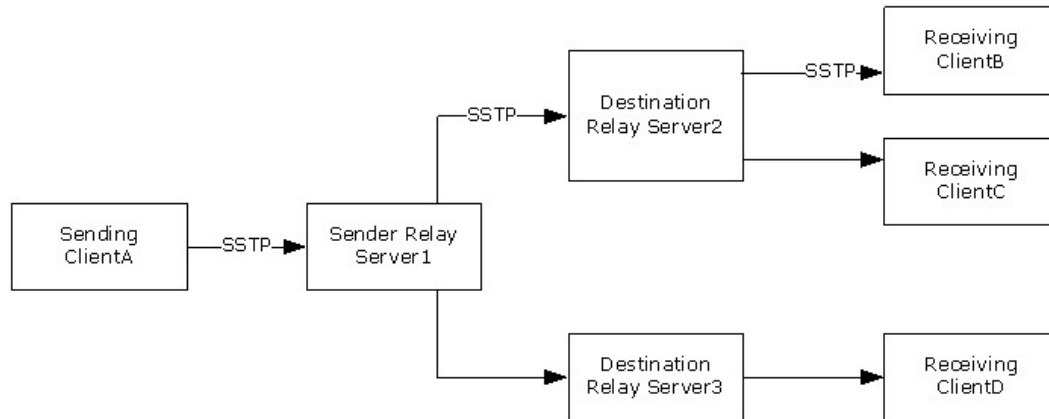 Sending
ClientA
SSTP
Sender Relay
Server1
SSTP
Destination
Relay Server2
SSTP
Receiving
ClientB
Receiving
ClientC
Destination
Relay Server3
Receiving
ClientD